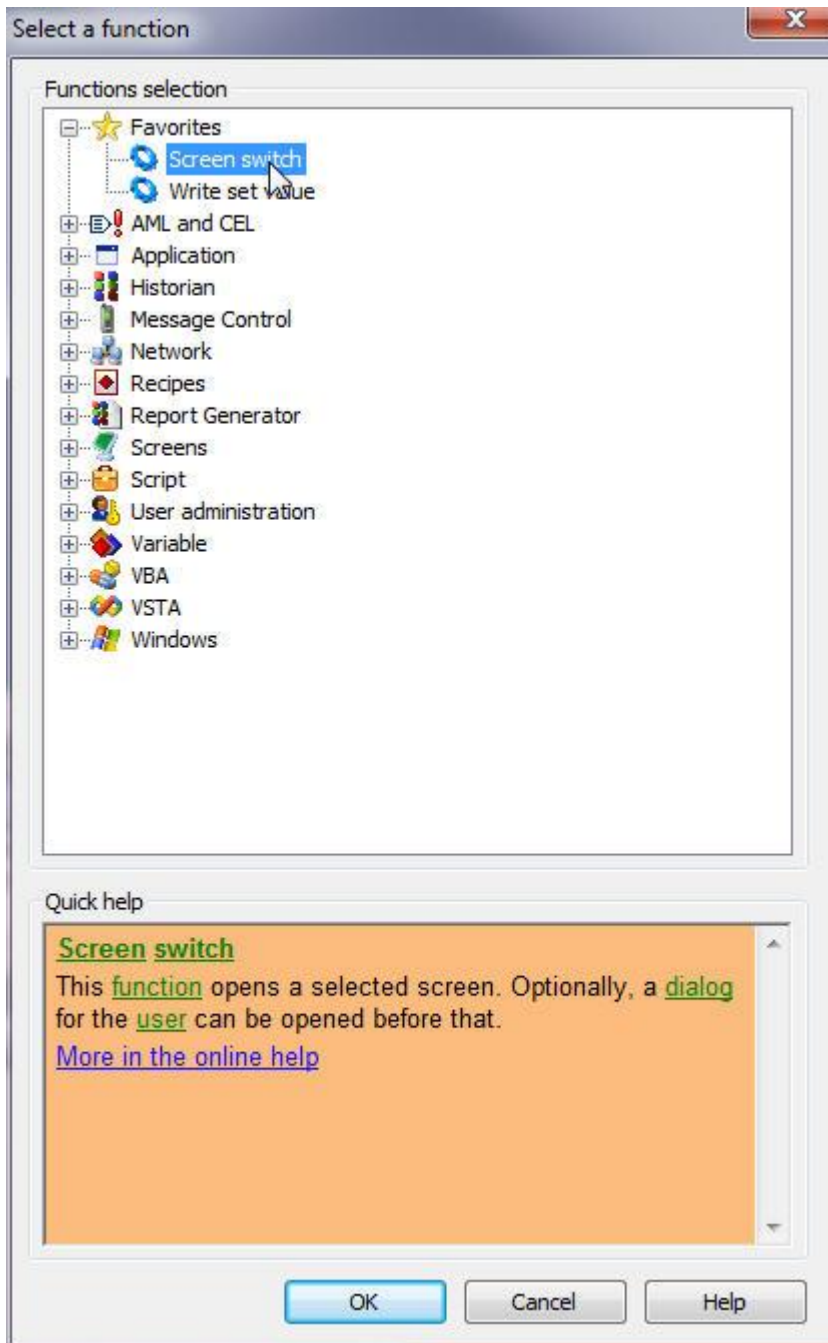 Select a function
Functions selection
Favorites
Screen switch
Write set value
AML and CEL
Application
Historian
Message Control
Network
Recipes
Report Generator
Screens
Script
User administration
Variable
VBA
VSTA
Windows
Quick help
Screen switch
This function opens a selected screen. Optionally, a dialog
for the user can be opened before that.
More in the online help
OK Cancel Help